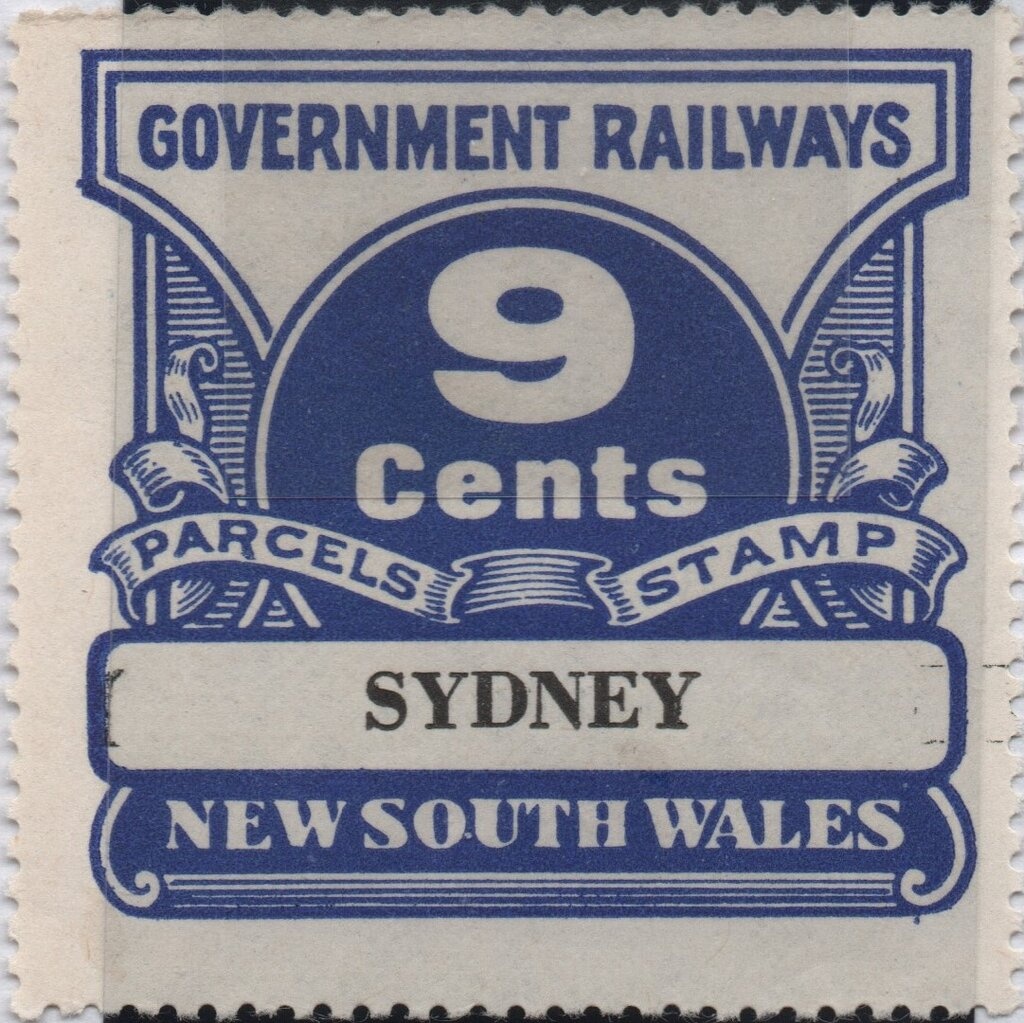 GOVERNMENT RAILWAYS
9
Cents
PARCELS STAMP
SYDNEY
NEW SOUTH WALES